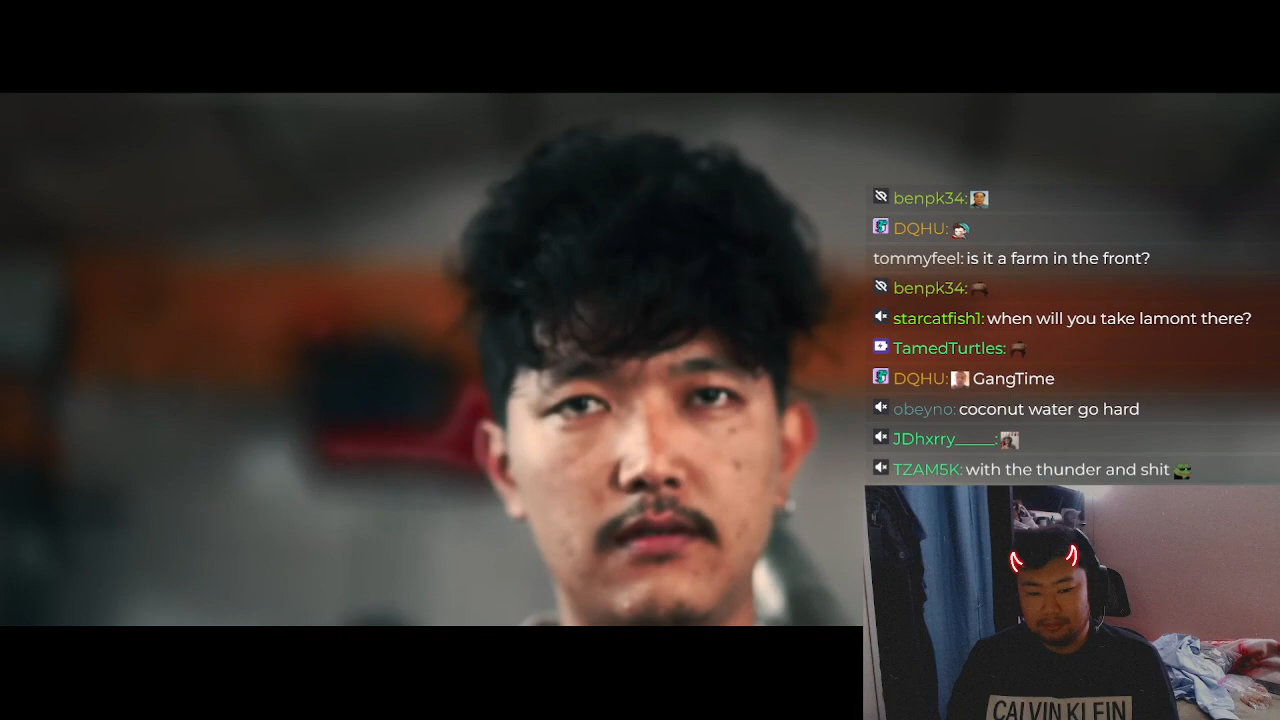 benpk34:
DQHU:
tommyfeel: is it a farm in the front?
benpk34:
starcatfish1: when will you take lamont there?
TamedTurtles:
DQHU: GangTime
obeyno: coconut water go hard
JDhxrry_____:
TZAM5K: with the thunder and shit
CALVIN KLEIN